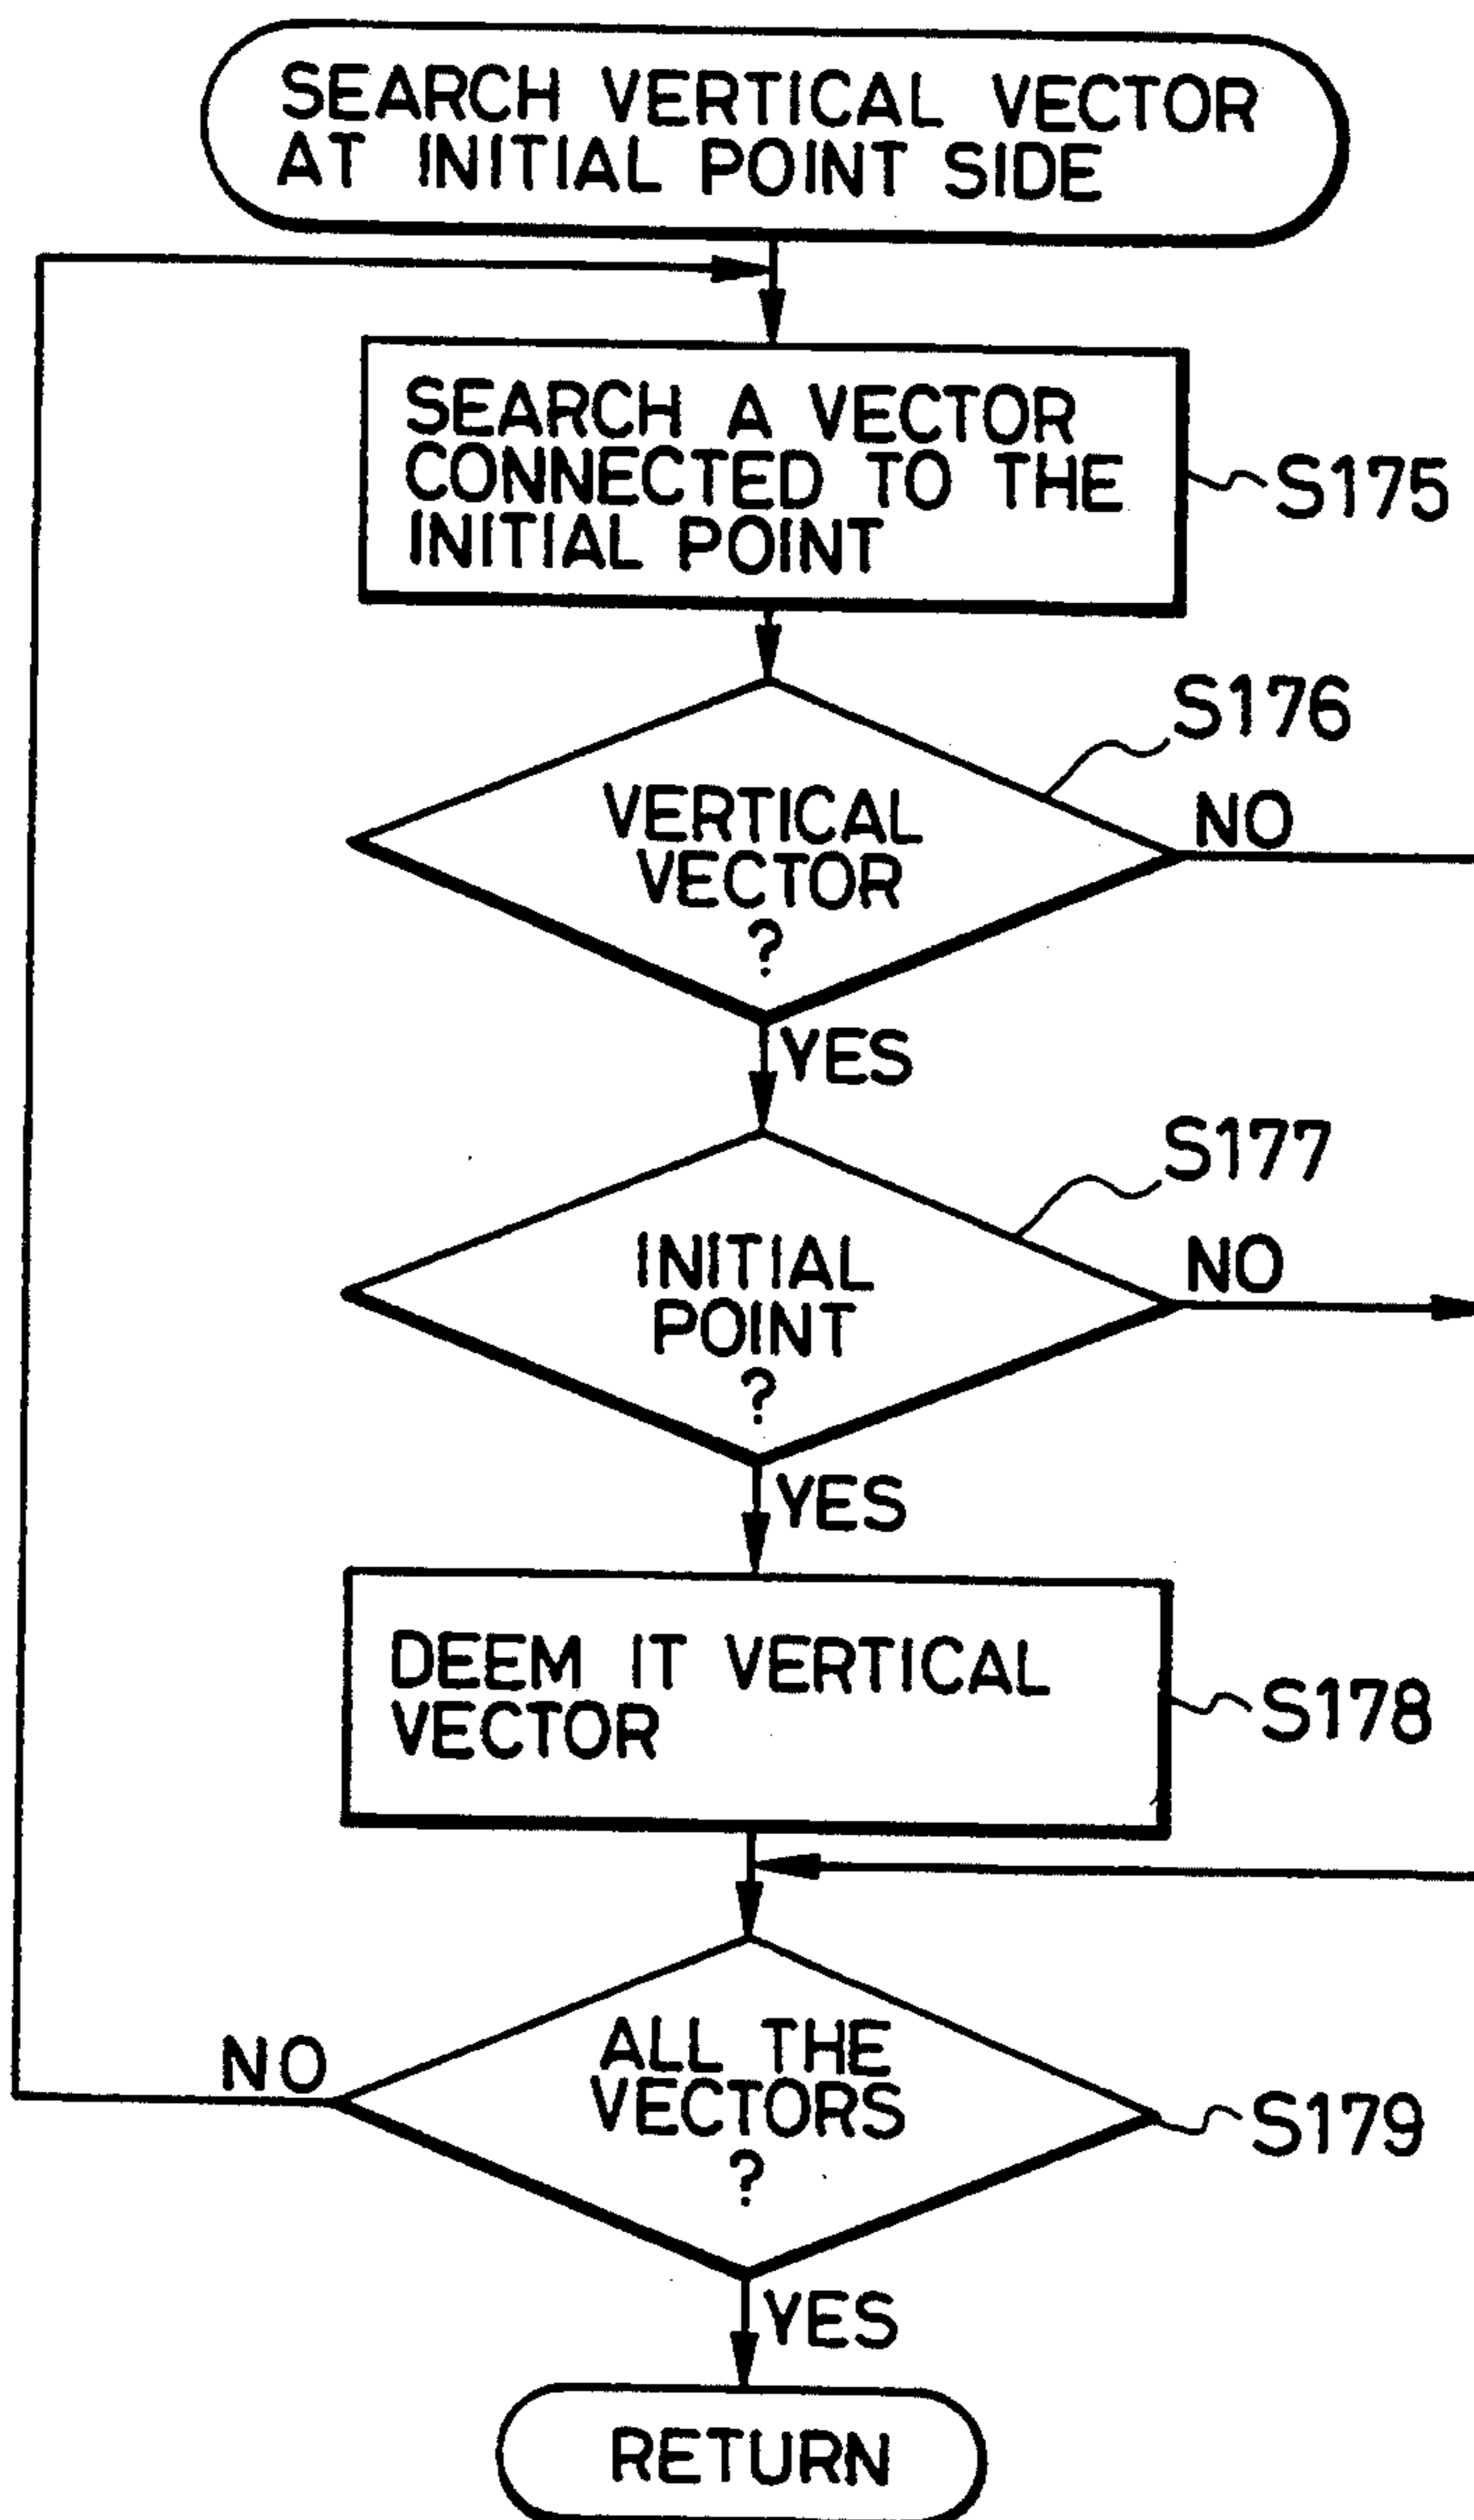 SEARCH VERTICAL VECTOR
AT INITIAL POINT SIDE
SEARCH A VECTOR
CONNECTED TO THE
INITIAL POINT
S175
S176
VERTICAL
VECTOR
?
NO
YES
S177
INITIAL
POINT
?
NO
YES
DEEM IT VERTICAL
VECTOR
S178
ALL THE
VECTORS
?
NO
S179
YES
RETURN